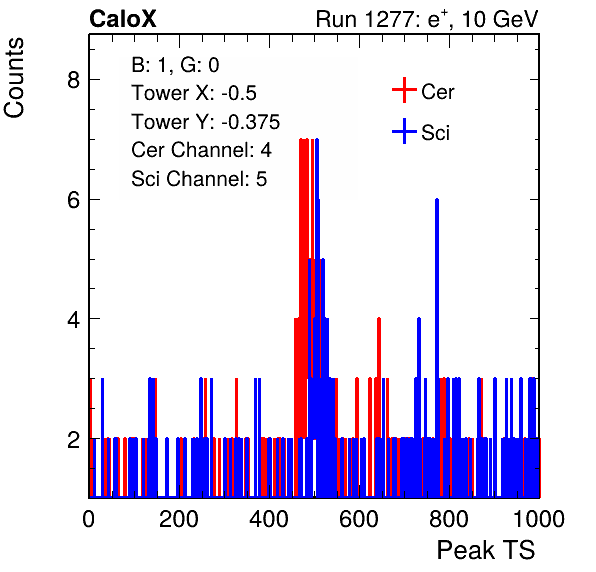 CaloX
Run 1277: e+, 10 GeV
Counts
B: 1, G: 0
Tower X: -0.5
Tower Y: -0.375
Cer Channel: 4
Sci Channel: 5
Cer
Sci
8
6
4
2
0 200 400 600 800 1000
Peak TS